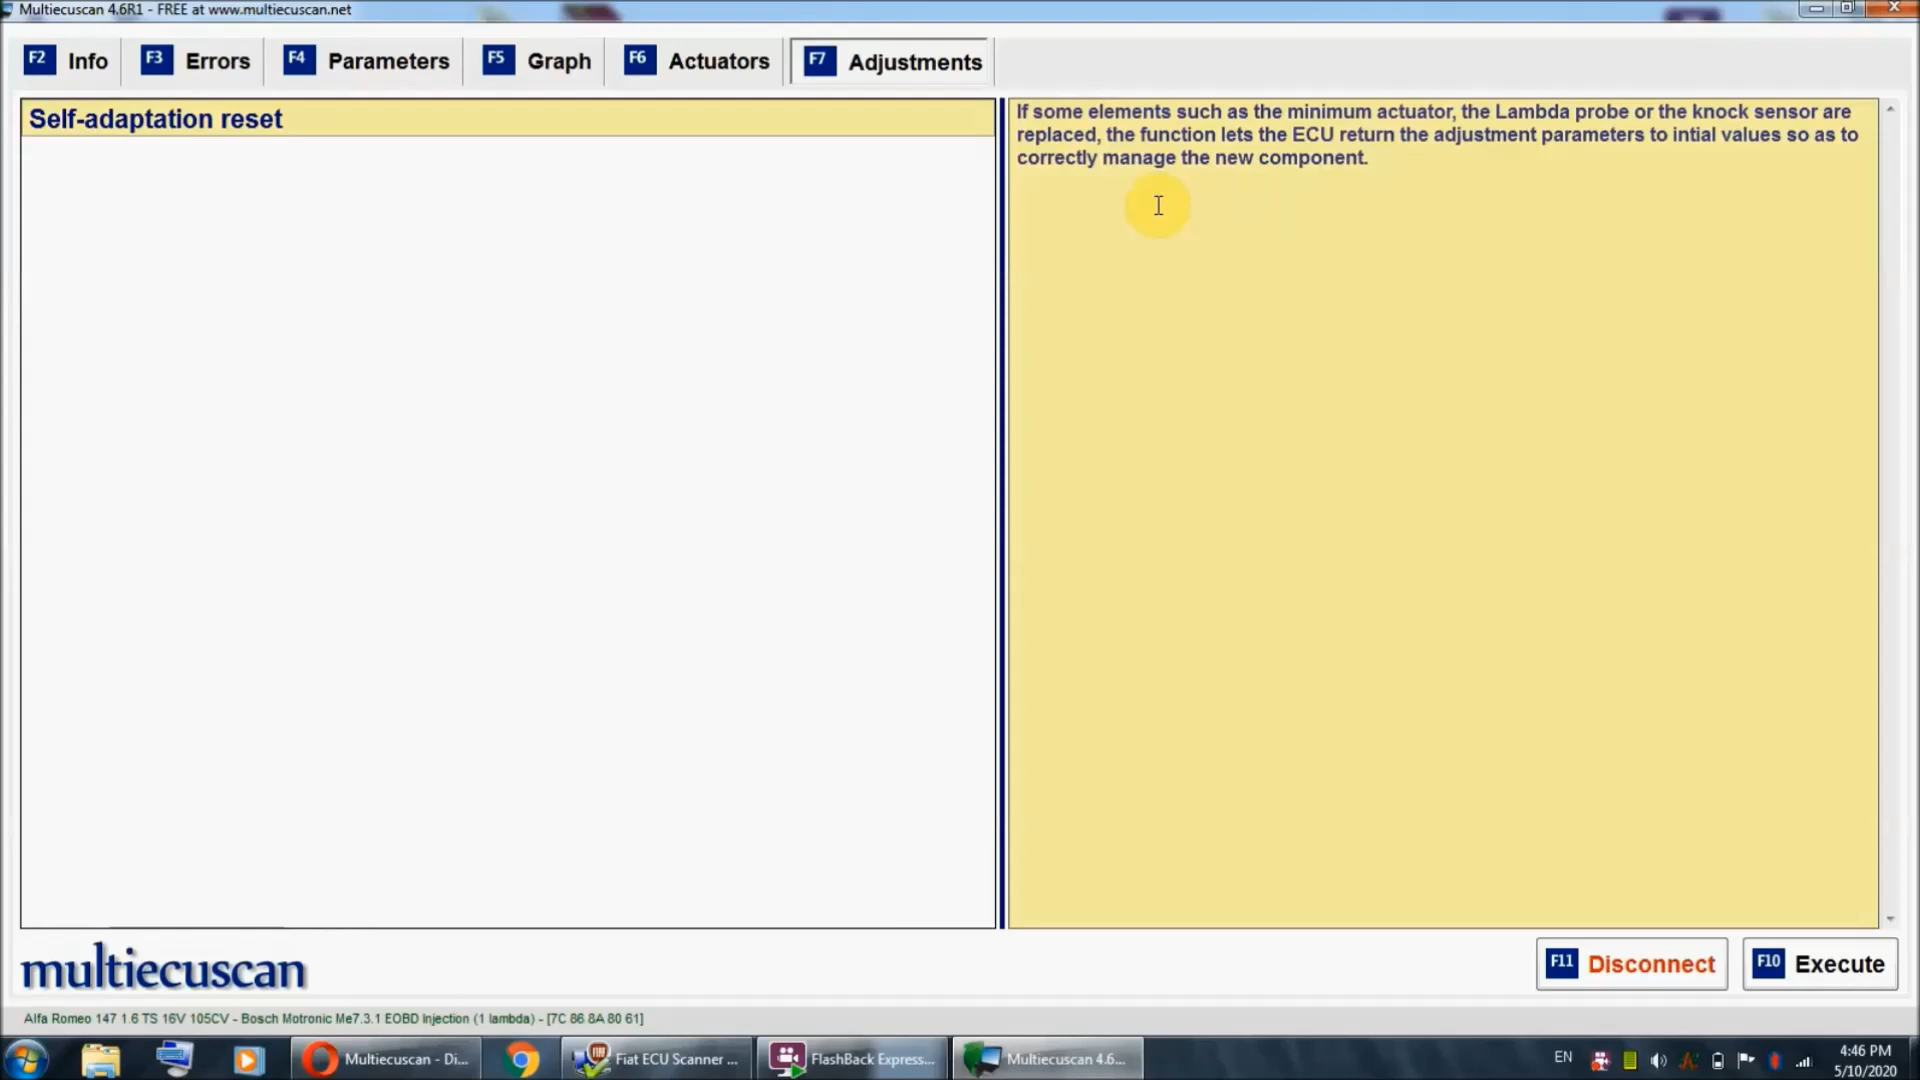 Multiecuscan 4.6R1 - FREE at www.multiecuscan.net
F2 Info F3 Errors F4 Parameters F5 Graph F6 Actuators F7 Adjustments
Self-adaptation reset
If some elements such as the minimum actuator, the Lambda probe or the knock sensor are
replaced, the function lets the ECU return the adjustment parameters to intial values so as to
correctly manage the new component.
multiecuscan
F11 Disconnect F10 Execute
Alfa Romeo 147 1.6 TS 16V 105CV - Bosch Motronic Me7.3.1 EOBD Injection (1 lambda) - [7C 86 8A 80 61]
Multiecuscan - Di... Fiat ECU Scanner ... FlashBack Express... Multiecuscan 4.6... EN 4:46 PM
5/10/2020